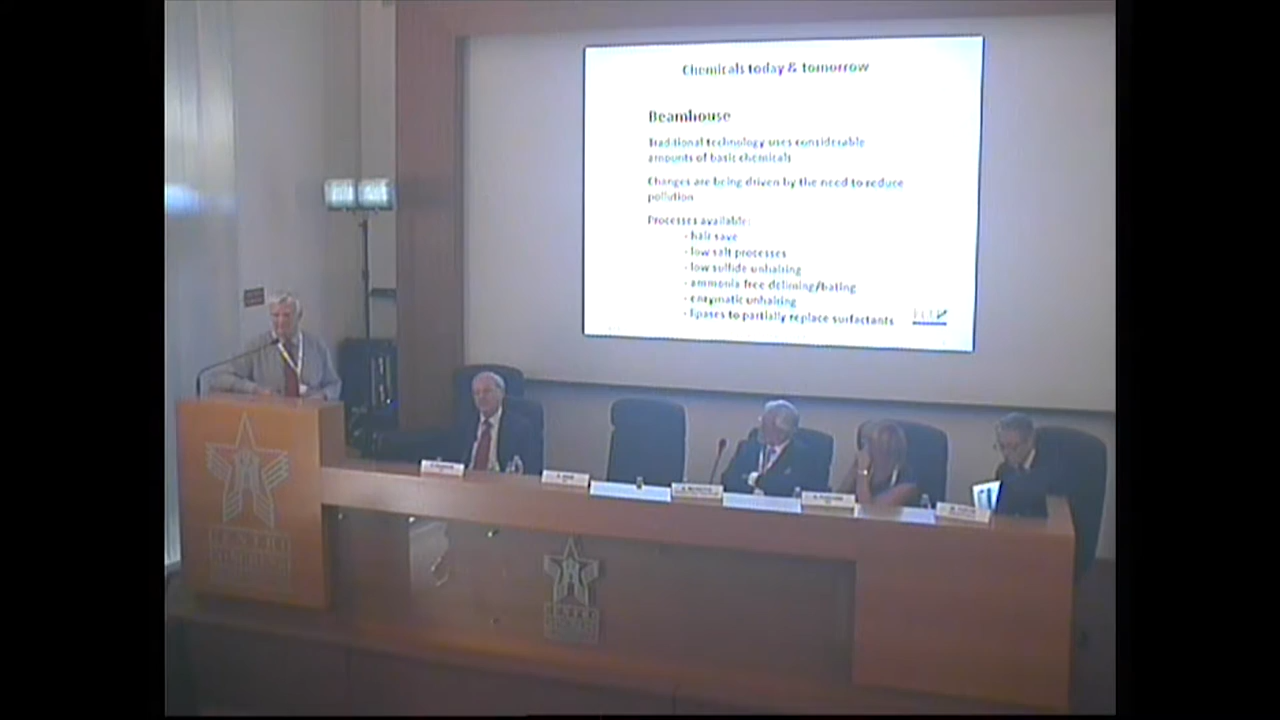 Chemicals today & tomorrow
Beamhouse
Traditional technology uses considerable
amounts of basic chemicals
Changes are being driven by the need to reduce
pollution
Processes available:
- hair save
- low salt processes
- low sulfide unhairing
- ammonia free deliming/bating
- enzymatic unhairing
- lipases to partially replace surfactants
CENTRO
CENTRO